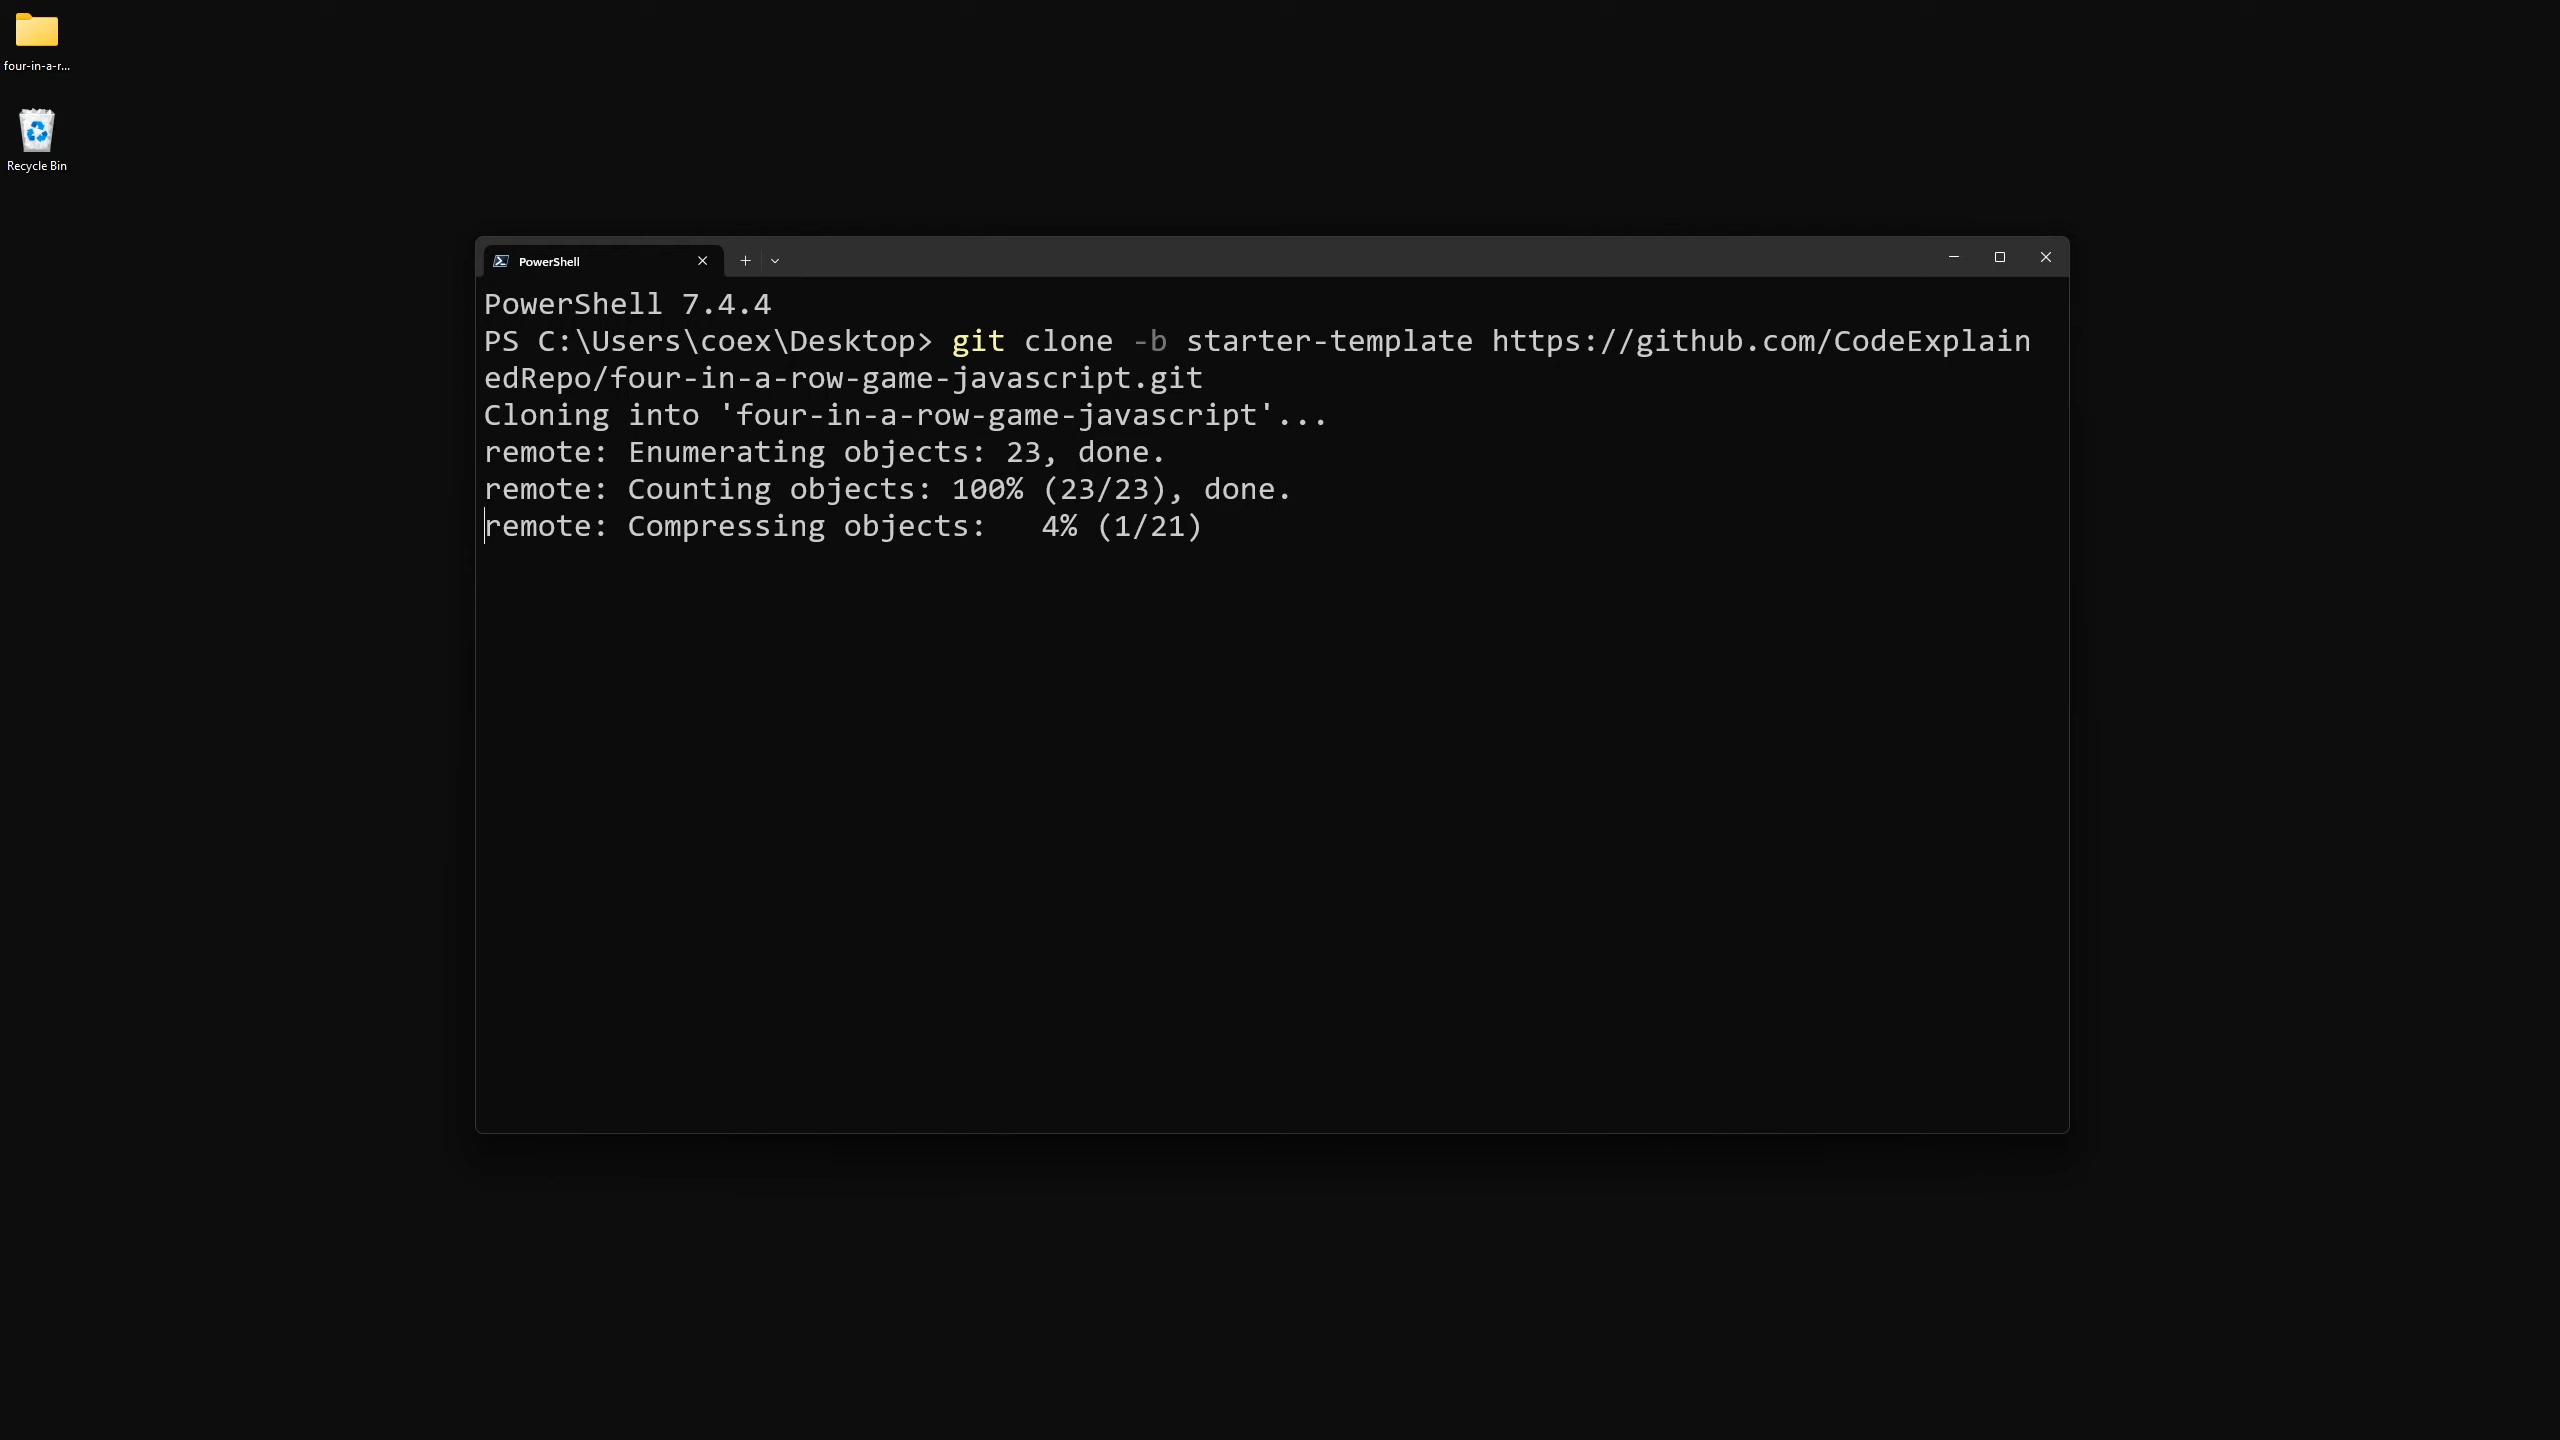 four-in-a-r...
Recycle Bin
PowerShell
PowerShell 7.4.4
PS C:\Users\coex\Desktop> git clone -b starter-template https://github.com/CodeExplain
edRepo/four-in-a-row-game-javascript.git
Cloning into 'four-in-a-row-game-javascript'...
remote: Enumerating objects: 23, done.
remote: Counting objects: 100% (23/23), done.
remote: Compressing objects:   4% (1/21)